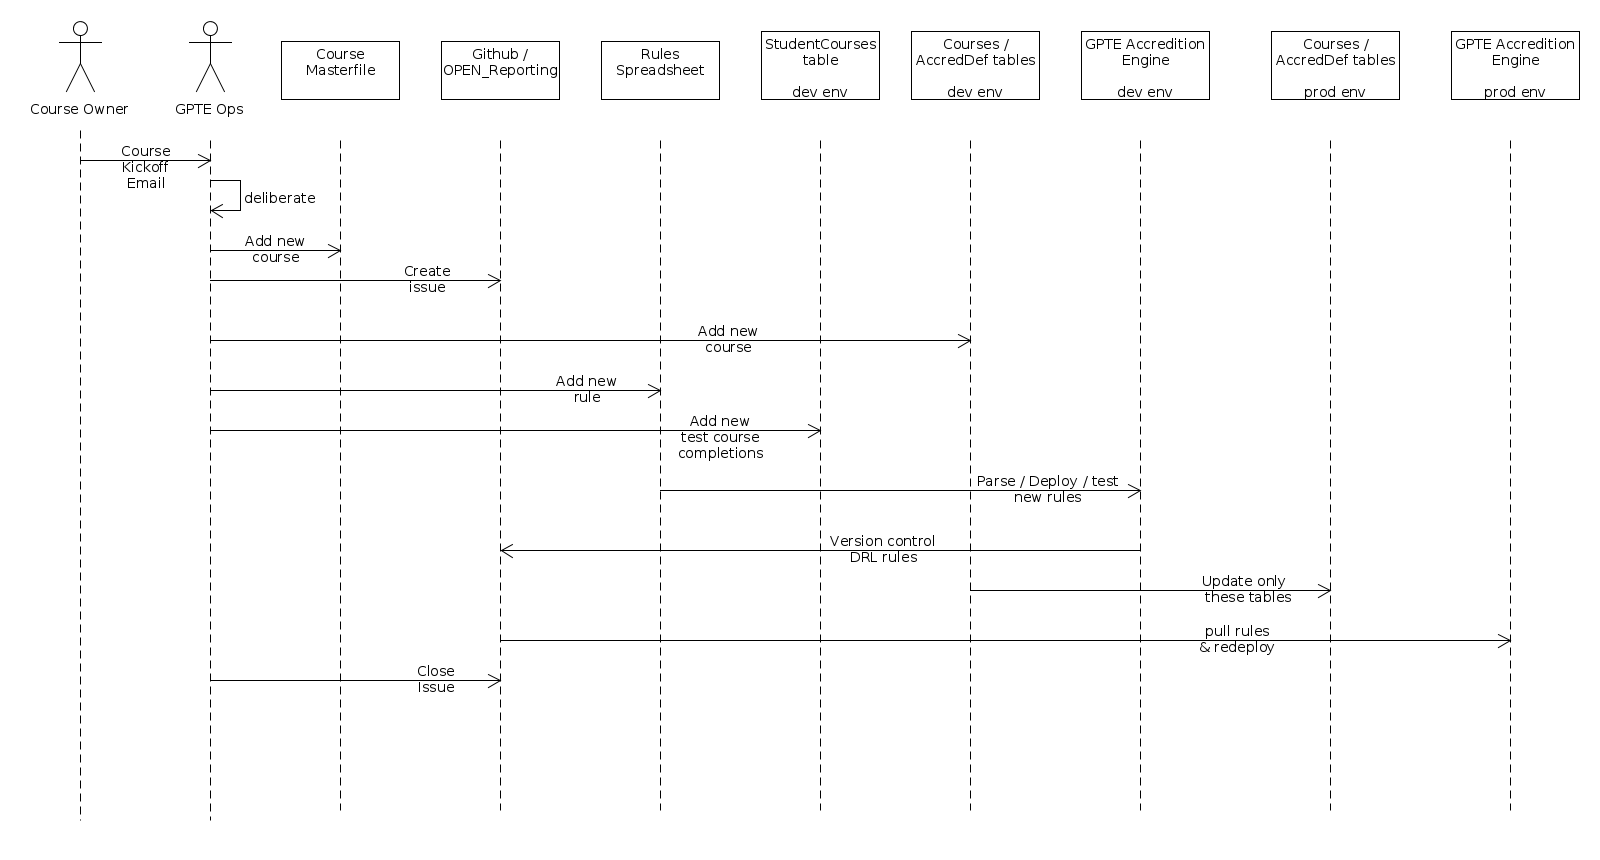 Course Owner
GPTE Ops
Course
Masterfile
Github /
OPEN_Reporting
Rules
Spreadsheet
StudentCourses
table
dev env
Courses /
AccredDef tables
dev env
GPTE Accredition
Engine
dev env
Courses /
AccredDef tables
prod env
GPTE Accredition
Engine
prod env
Course
Kickoff
Email
deliberate
Add new
course
Create
issue
Add new
course
Add new
rule
Add new
test course
completions
Parse / Deploy / test
new rules
Version control
DRL rules
Update only
these tables
pull rules
& redeploy
Close
Issue